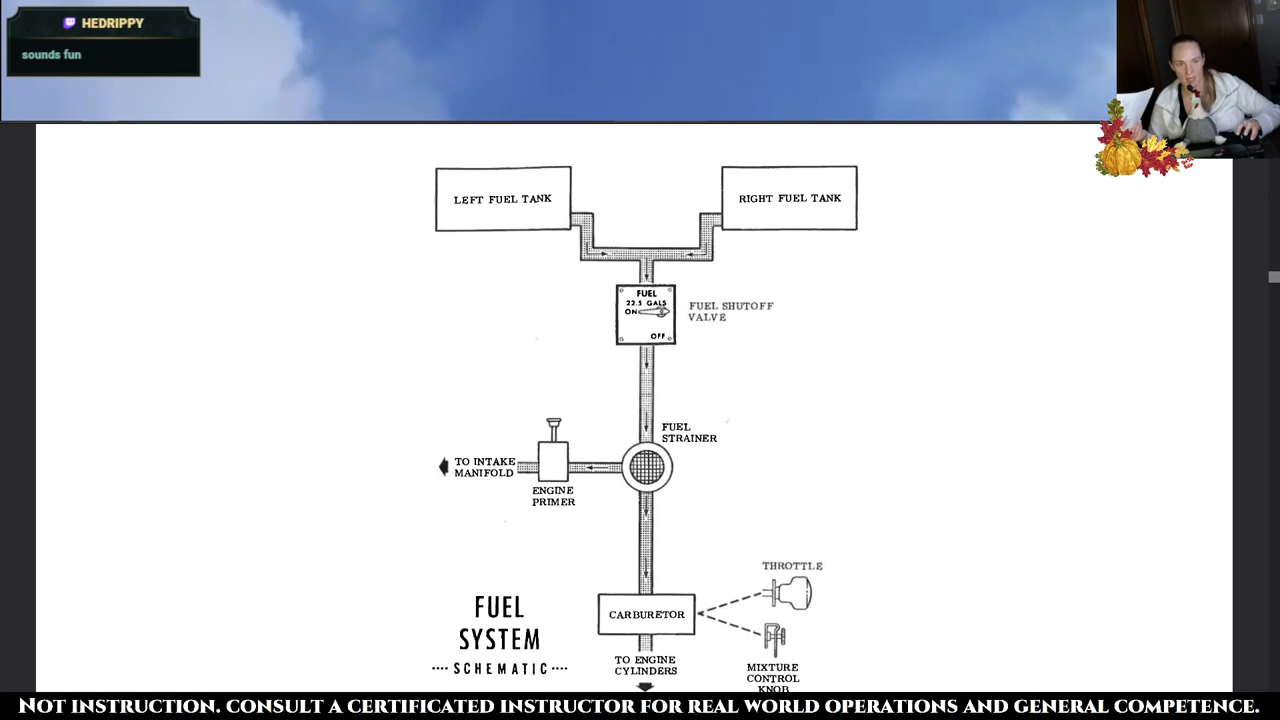 HEDRIPPY
sounds fun
LEFT FUEL TANK
RIGHT FUEL TANK
FUEL
22.5 GALS
ON
OFF
FUEL SHUTOFF
VALVE
FUEL
STRAINER
TO INTAKE
MANIFOLD
ENGINE
PRIMER
THROTTLE
CARBURETOR
FUEL
SYSTEM
···· SCHEMATIC ····
TO ENGINE
CYLINDERS
MIXTURE
CONTROL
KNOB
NOT INSTRUCTION. CONSULT A CERTIFICATED INSTRUCTOR FOR REAL WORLD OPERATIONS AND GENERAL COMPETENCE.